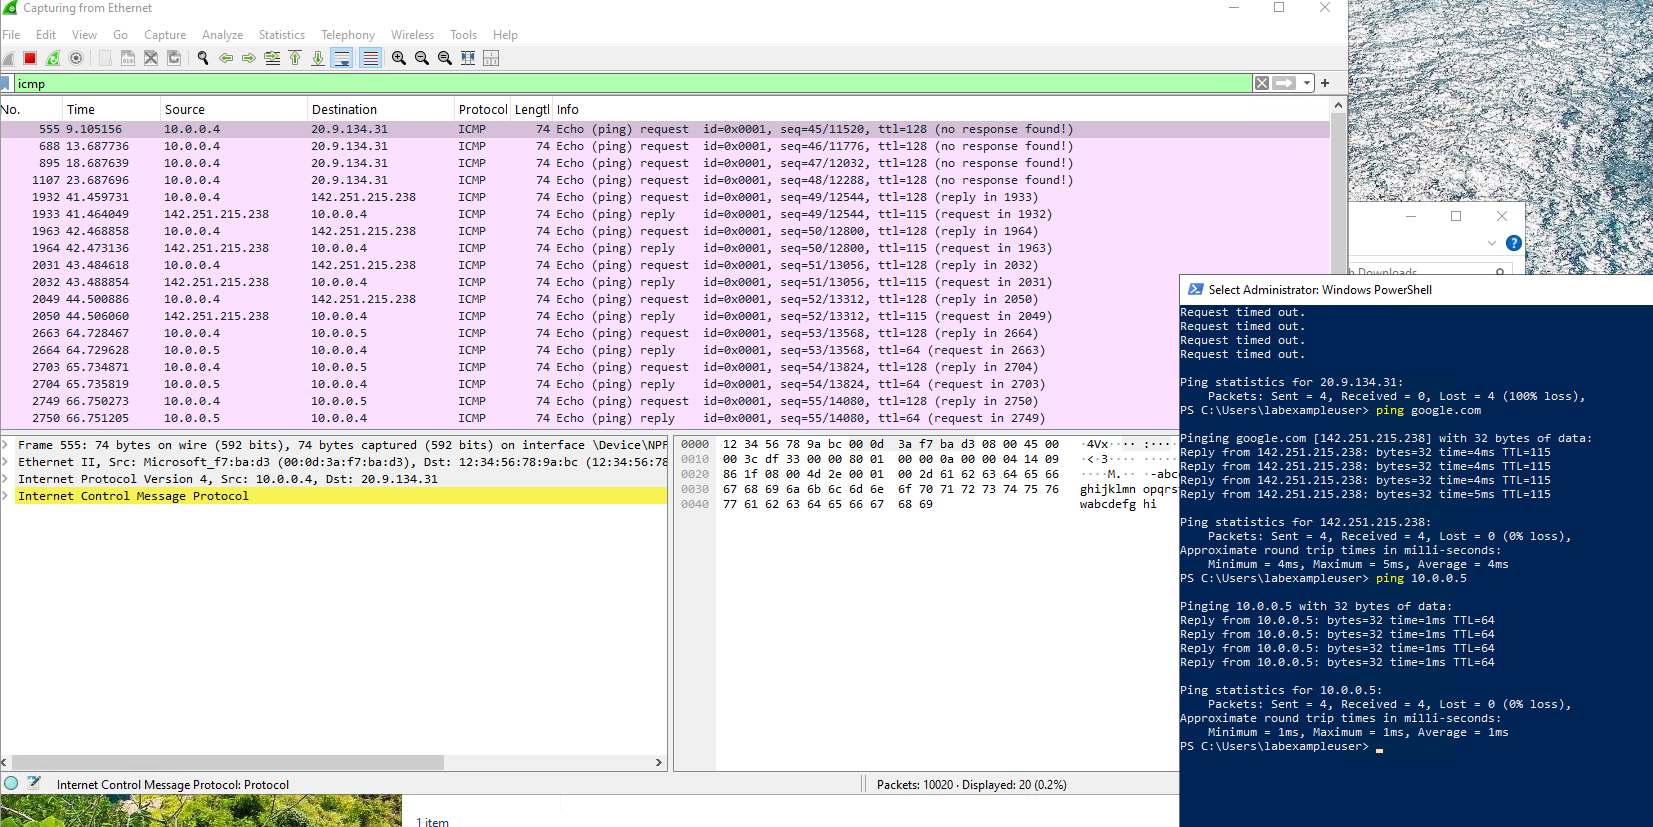 Capturing from Ethernet
File Edit View Go Capture Analyze Statistics Telephony Wireless Tools Help
icmp
No. Time Source Destination Protocol Lengtl Info
555 9.105156 10.0.0.4 20.9.134.31 ICMP 74 Echo (ping) request id=0x0001, seq=45/11520, ttl=128 (no response found!)
688 13.687736 10.0.0.4 20.9.134.31 ICMP 74 Echo (ping) request id=0x0001, seq=46/11776, ttl=128 (no response found!)
895 18.687639 10.0.0.4 20.9.134.31 ICMP 74 Echo (ping) request id=0x0001, seq=47/12032, ttl=128 (no response found!)
1107 23.687696 10.0.0.4 20.9.134.31 ICMP 74 Echo (ping) request id=0x0001, seq=48/12288, ttl=128 (no response found!)
1932 41.459731 10.0.0.4 142.251.215.238 ICMP 74 Echo (ping) request id=0x0001, seq=49/12544, ttl=128 (reply in 1933)
1933 41.464049 142.251.215.238 10.0.0.4 ICMP 74 Echo (ping) reply id=0x0001, seq=49/12544, ttl=115 (request in 1932)
1963 42.468858 10.0.0.4 142.251.215.238 ICMP 74 Echo (ping) request id=0x0001, seq=50/12800, ttl=128 (reply in 1964)
1964 42.473136 142.251.215.238 10.0.0.4 ICMP 74 Echo (ping) reply id=0x0001, seq=50/12800, ttl=115 (request in 1963)
2031 43.484618 10.0.0.4 142.251.215.238 ICMP 74 Echo (ping) request id=0x0001, seq=51/13056, ttl=128 (reply in 2032)
2032 43.488854 142.251.215.238 10.0.0.4 ICMP 74 Echo (ping) reply id=0x0001, seq=51/13056, ttl=115 (request in 2031)
2049 44.500886 10.0.0.4 142.251.215.238 ICMP 74 Echo (ping) request id=0x0001, seq=52/13312, ttl=128 (reply in 2050)
2050 44.506060 142.251.215.238 10.0.0.4 ICMP 74 Echo (ping) reply id=0x0001, seq=52/13312, ttl=115 (request in 2049)
2663 64.728467 10.0.0.4 10.0.0.5 ICMP 74 Echo (ping) request id=0x0001, seq=53/13568, ttl=128 (reply in 2664)
2664 64.729628 10.0.0.5 10.0.0.4 ICMP 74 Echo (ping) reply id=0x0001, seq=53/13568, ttl=64 (request in 2663)
2703 65.734871 10.0.0.4 10.0.0.5 ICMP 74 Echo (ping) request id=0x0001, seq=54/13824, ttl=128 (reply in 2704)
2704 65.735819 10.0.0.5 10.0.0.4 ICMP 74 Echo (ping) reply id=0x0001, seq=54/13824, ttl=64 (request in 2703)
2749 66.750273 10.0.0.4 10.0.0.5 ICMP 74 Echo (ping) request id=0x0001, seq=55/14080, ttl=128 (reply in 2750)
2750 66.751205 10.0.0.5 10.0.0.4 ICMP 74 Echo (ping) reply id=0x0001, seq=55/14080, ttl=64 (request in 2749)
Frame 555: 74 bytes on wire (592 bits), 74 bytes captured (592 bits) on interface \Device\NPF
Ethernet II, Src: Microsoft_f7:ba:d3 (00:0d:3a:f7:ba:d3), Dst: 12:34:56:78:9a:bc (12:34:56:78
Internet Protocol Version 4, Src: 10.0.0.4, Dst: 20.9.134.31
Internet Control Message Protocol
0000 12 34 56 78 9a bc 00 0d 3a f7 ba d3 08 00 45 00 ·4Vx···· :···
0010 00 3c df 33 00 00 80 01 00 00 0a 00 00 04 14 09 ·<·3···· ····
0020 86 1f 08 00 4d 2e 00 01 00 2d 61 62 63 64 65 66 ····M.·· ·-abc
0030 67 68 69 6a 6b 6c 6d 6e 6f 70 71 72 73 74 75 76 ghijklmn opqrs
0040 77 61 62 63 64 65 66 67 68 69 wabcdefg hi
Internet Control Message Protocol: Protocol
Packets: 10020 · Displayed: 20 (0.2%)
1 item
Downloads
Select Administrator: Windows PowerShell
Request timed out.
Request timed out.
Request timed out.
Request timed out.
Ping statistics for 20.9.134.31:
Packets: Sent = 4, Received = 0, Lost = 4 (100% loss),
PS C:\Users\labexampleuser> ping google.com
Pinging google.com [142.251.215.238] with 32 bytes of data:
Reply from 142.251.215.238: bytes=32 time=4ms TTL=115
Reply from 142.251.215.238: bytes=32 time=4ms TTL=115
Reply from 142.251.215.238: bytes=32 time=4ms TTL=115
Reply from 142.251.215.238: bytes=32 time=5ms TTL=115
Ping statistics for 142.251.215.238:
Packets: Sent = 4, Received = 4, Lost = 0 (0% loss),
Approximate round trip times in milli-seconds:
Minimum = 4ms, Maximum = 5ms, Average = 4ms
PS C:\Users\labexampleuser> ping 10.0.0.5
Pinging 10.0.0.5 with 32 bytes of data:
Reply from 10.0.0.5: bytes=32 time=1ms TTL=64
Reply from 10.0.0.5: bytes=32 time=1ms TTL=64
Reply from 10.0.0.5: bytes=32 time=1ms TTL=64
Reply from 10.0.0.5: bytes=32 time=1ms TTL=64
Ping statistics for 10.0.0.5:
Packets: Sent = 4, Received = 4, Lost = 0 (0% loss),
Approximate round trip times in milli-seconds:
Minimum = 1ms, Maximum = 1ms, Average = 1ms
PS C:\Users\labexampleuser>